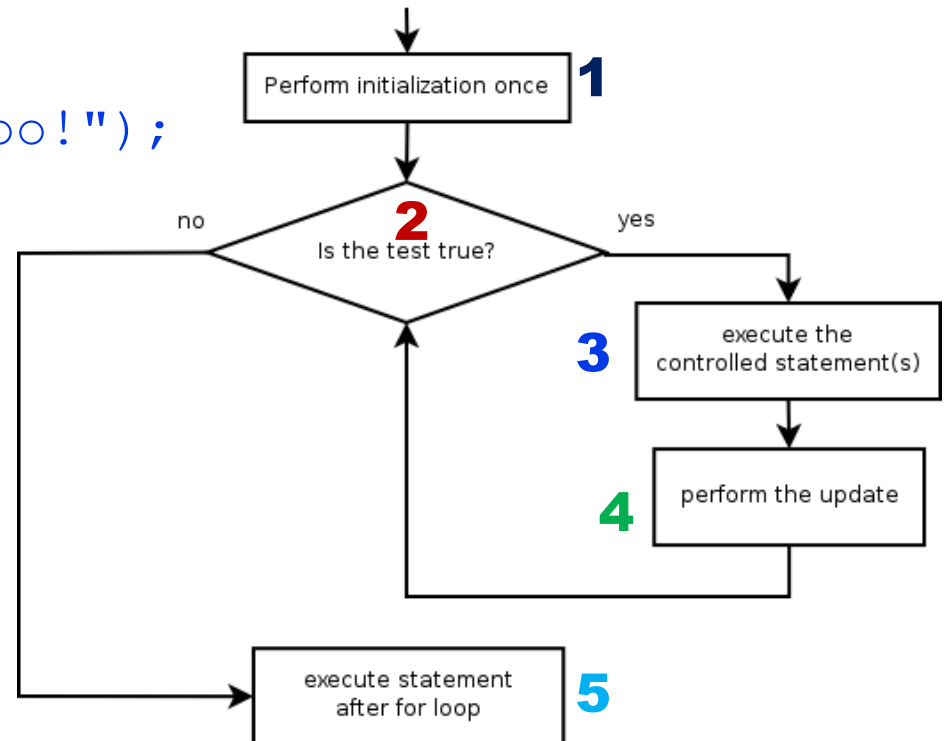 Perform initialization once
1
oo!");
2
no
yes
Is the test true?
3
execute the
controlled statement(s)
4
perform the update
execute statement
after for loop
5